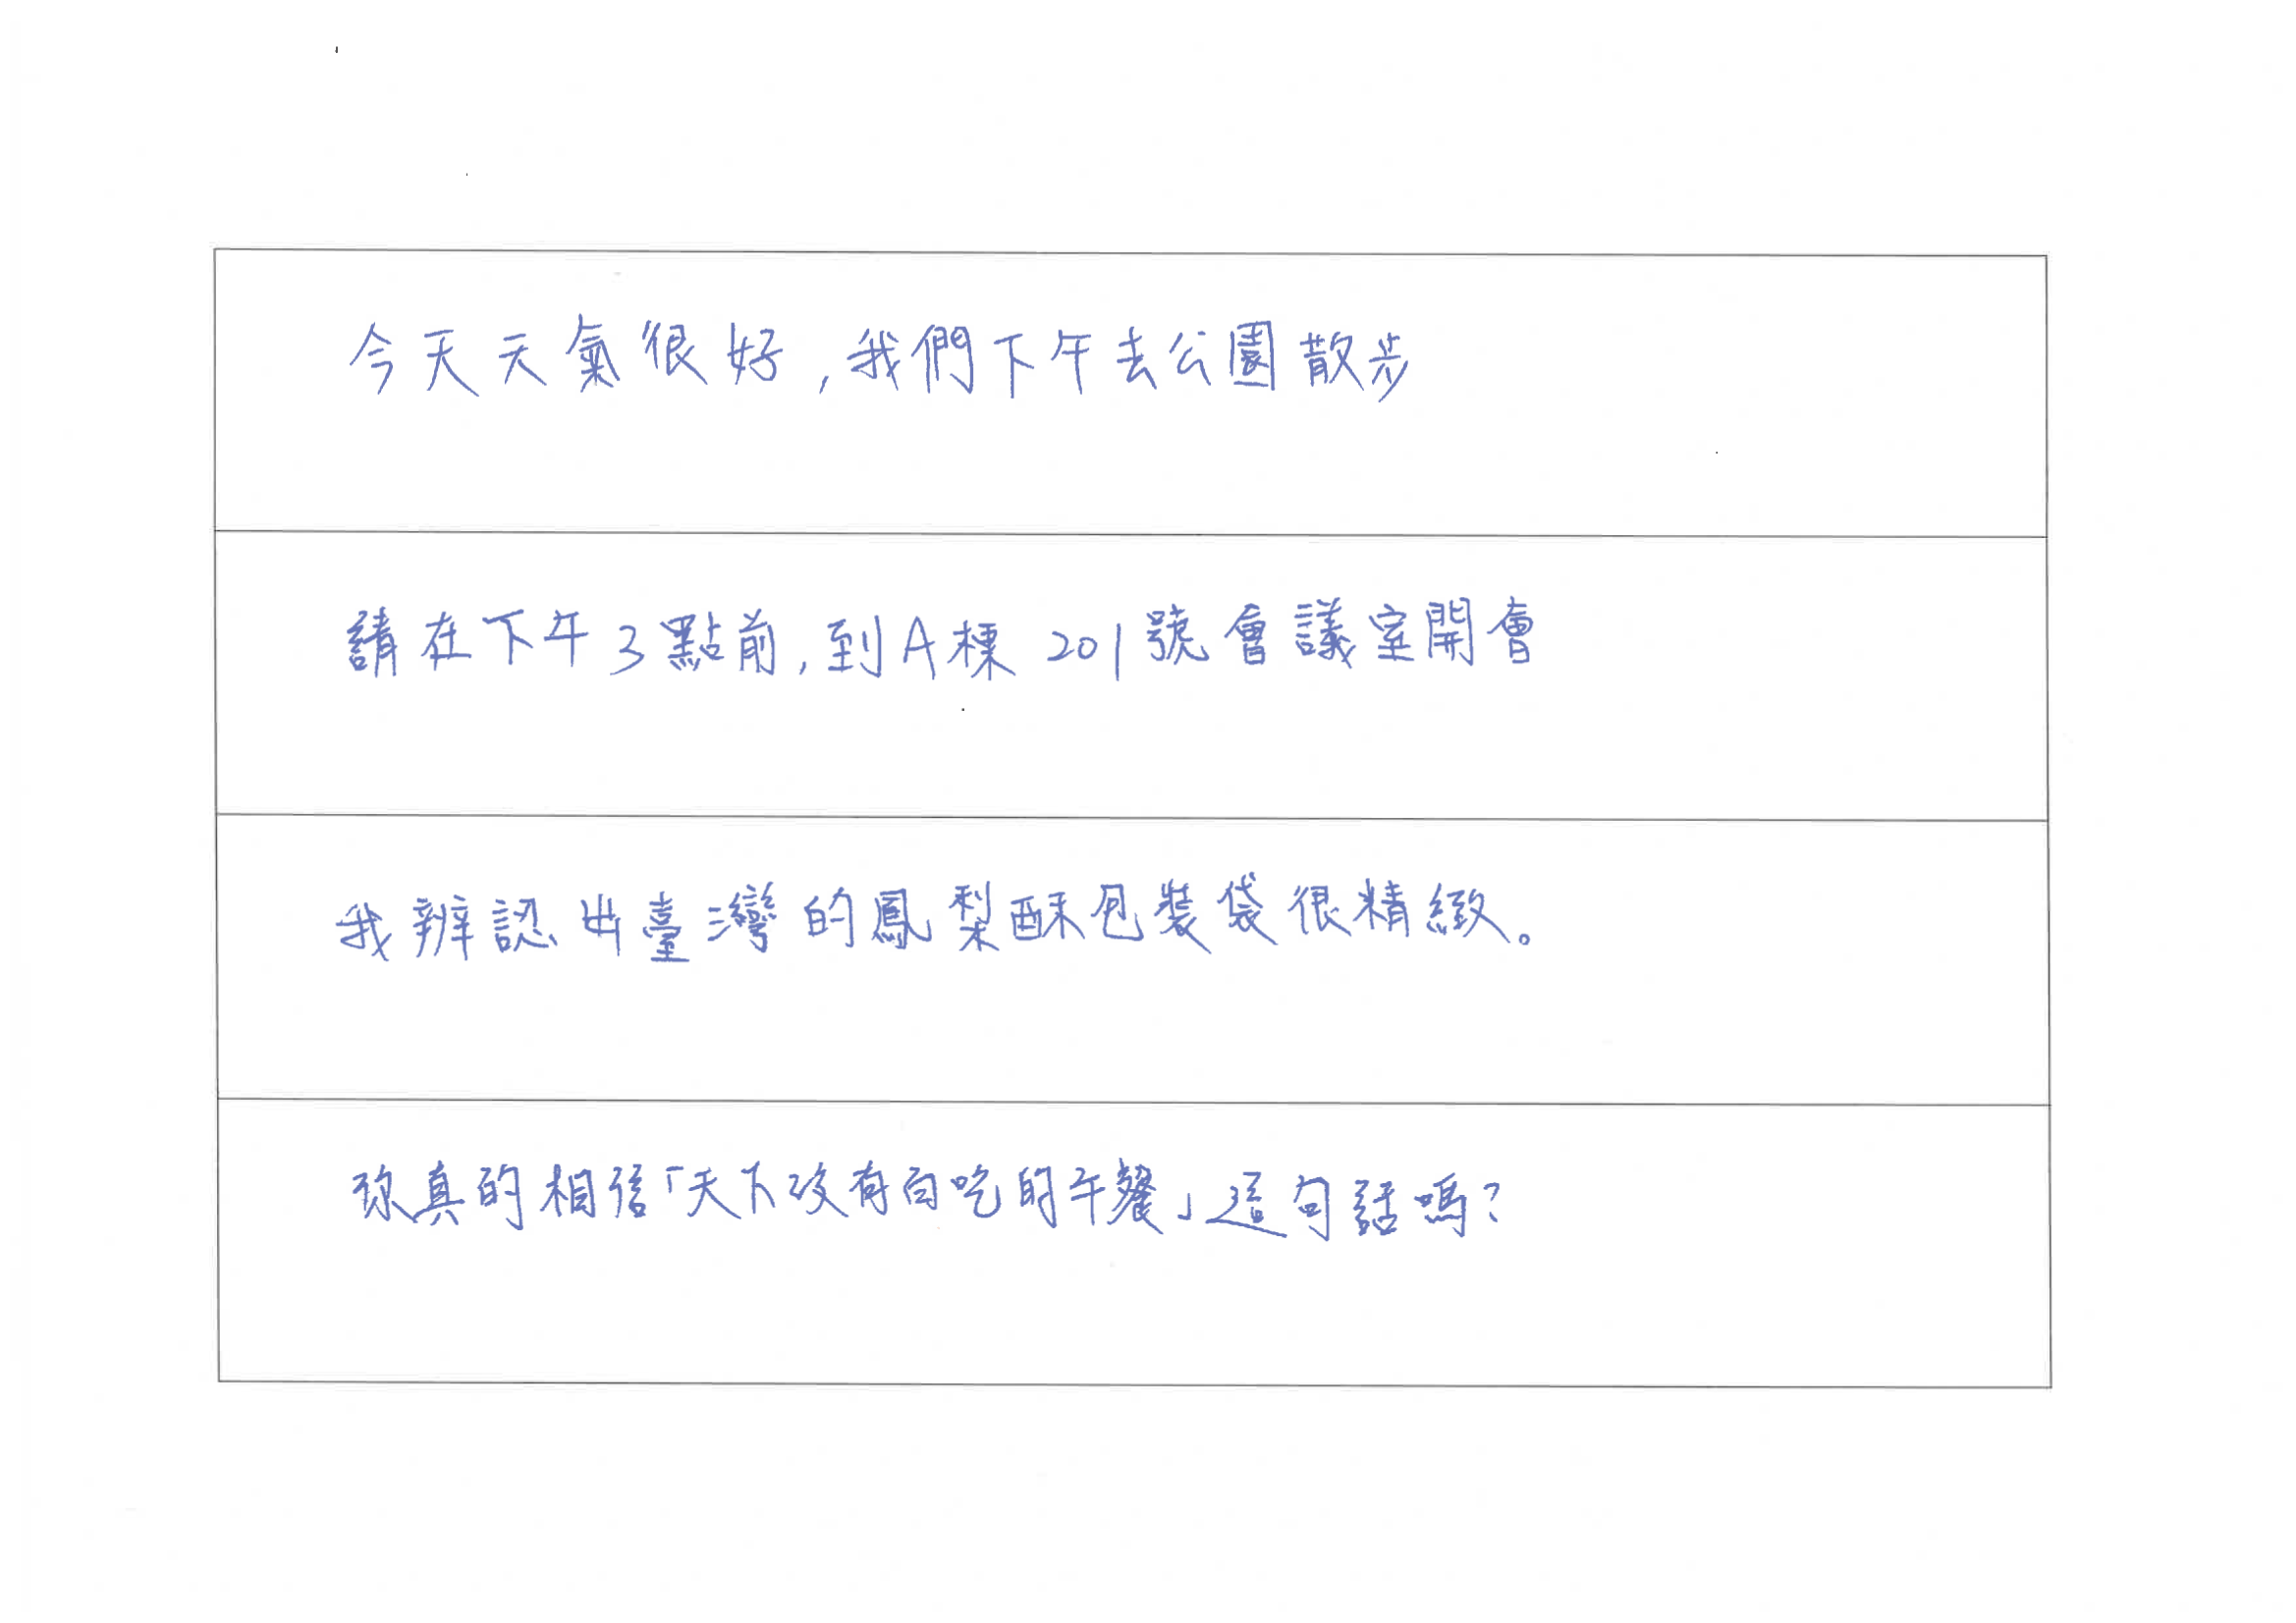 今天天氣很好,我們下午去公園散步
請在下午3點前,到A棟201號會議室開會
我辨認出臺灣的鳳梨酥包裝袋很精緻。
你真的相信「天下沒有白吃的午餐」這句話嗎?